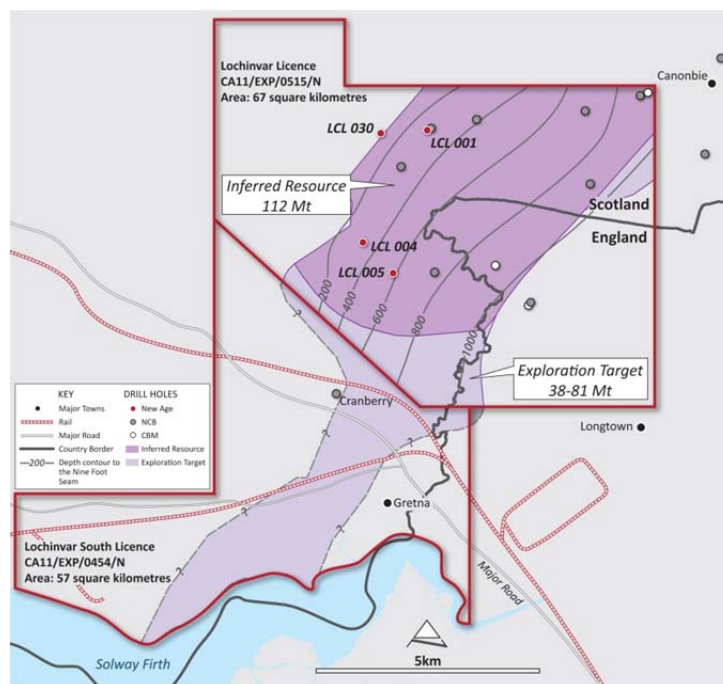 Lochinvar Licence
CA11/EXP/0515/N
Area: 67 square kilometres
Canonbie
LCL 030
LCL 001
Inferred Resource
112 Mt
Scotland
England
LCL 004
LCL 005
200
400
600
800
1000
?
?
Exploration Target
38-81 Mt
KEY
Major Towns
Rail
Major Road
Country Border
200
Depth contour to
the Nine Foot
Seam
DRILL HOLES
New Age
NCB
CBM
Inferred Resource
Exploration Target
Cranberry
?
?
Longtown
?
?
Gretna
Lochinvar South Licence
CA11/EXP/0454/N
Area: 57 square kilometres
?
?
Major Road
Solway Firth
5km